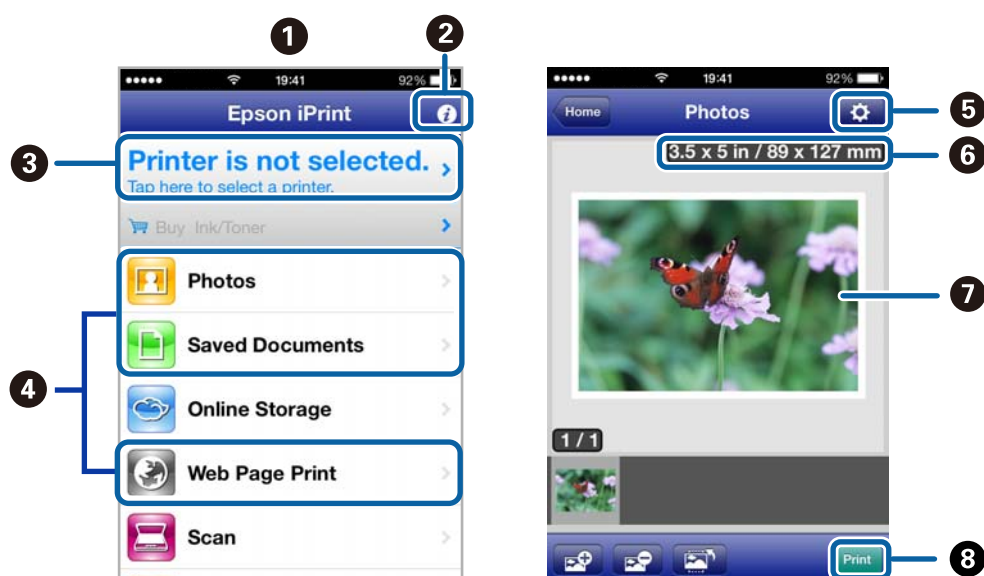 1
2
19:41
92%
Epson iPrint
3
Printer is not selected.
Tap here to select a printer.
Buy Ink/Toner
4
Photos
Saved Documents
Online Storage
Web Page Print
Scan
19:41
92%
Home
Photos
5
3.5 x 5 in / 89 x 127 mm
6
7
1 / 1
Print
8